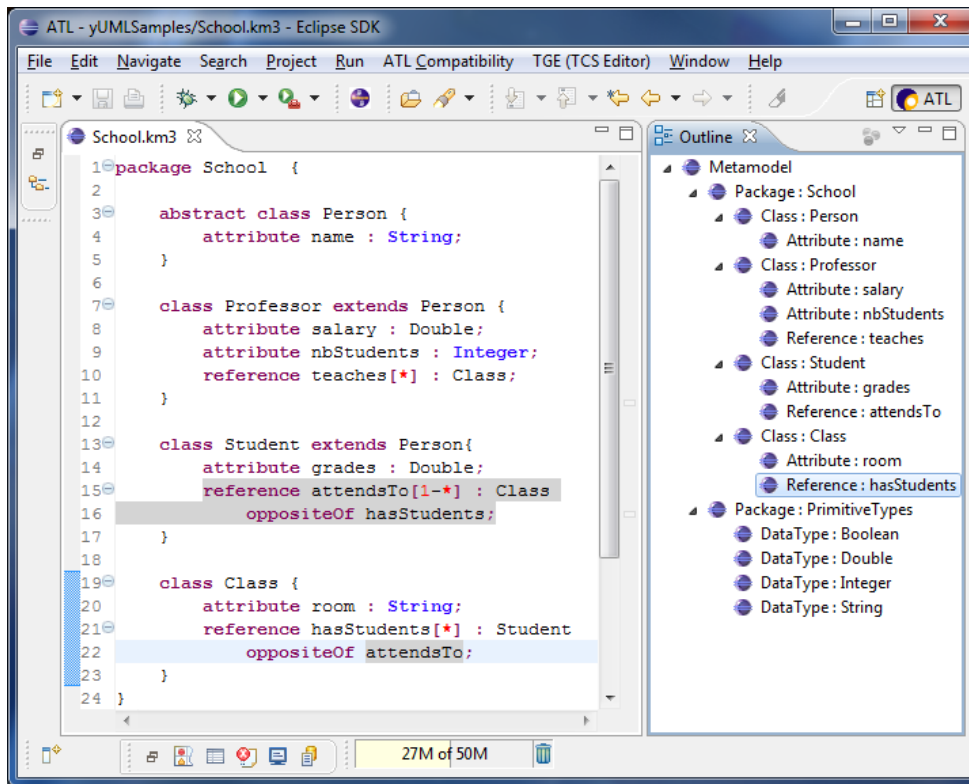 ATL - yUMLSamples/School.km3 - Eclipse SDK
File Edit Navigate Search Project Run ATL Compatibility TGE (TCS Editor) Window Help
ATL
School.km3
1 package School {
2
3 abstract class Person {
4 attribute name : String;
5 }
6
7 class Professor extends Person {
8 attribute salary : Double;
9 attribute nbStudents : Integer;
10 reference teaches[*] : Class;
11 }
12
13 class Student extends Person{
14 attribute grades : Double;
15 reference attendsTo[1-*] : Class
16 oppositeOf hasStudents;
17 }
18
19 class Class {
20 attribute room : String;
21 reference hasStudents[*] : Student
22 oppositeOf attendsTo;
23 }
24 }
Outline
Metamodel
Package : School
Class : Person
Attribute : name
Class : Professor
Attribute : salary
Attribute : nbStudents
Reference : teaches
Class : Student
Attribute : grades
Reference : attendsTo
Class : Class
Attribute : room
Reference : hasStudents
Package : PrimitiveTypes
DataType : Boolean
DataType : Double
DataType : Integer
DataType : String
27M of 50M